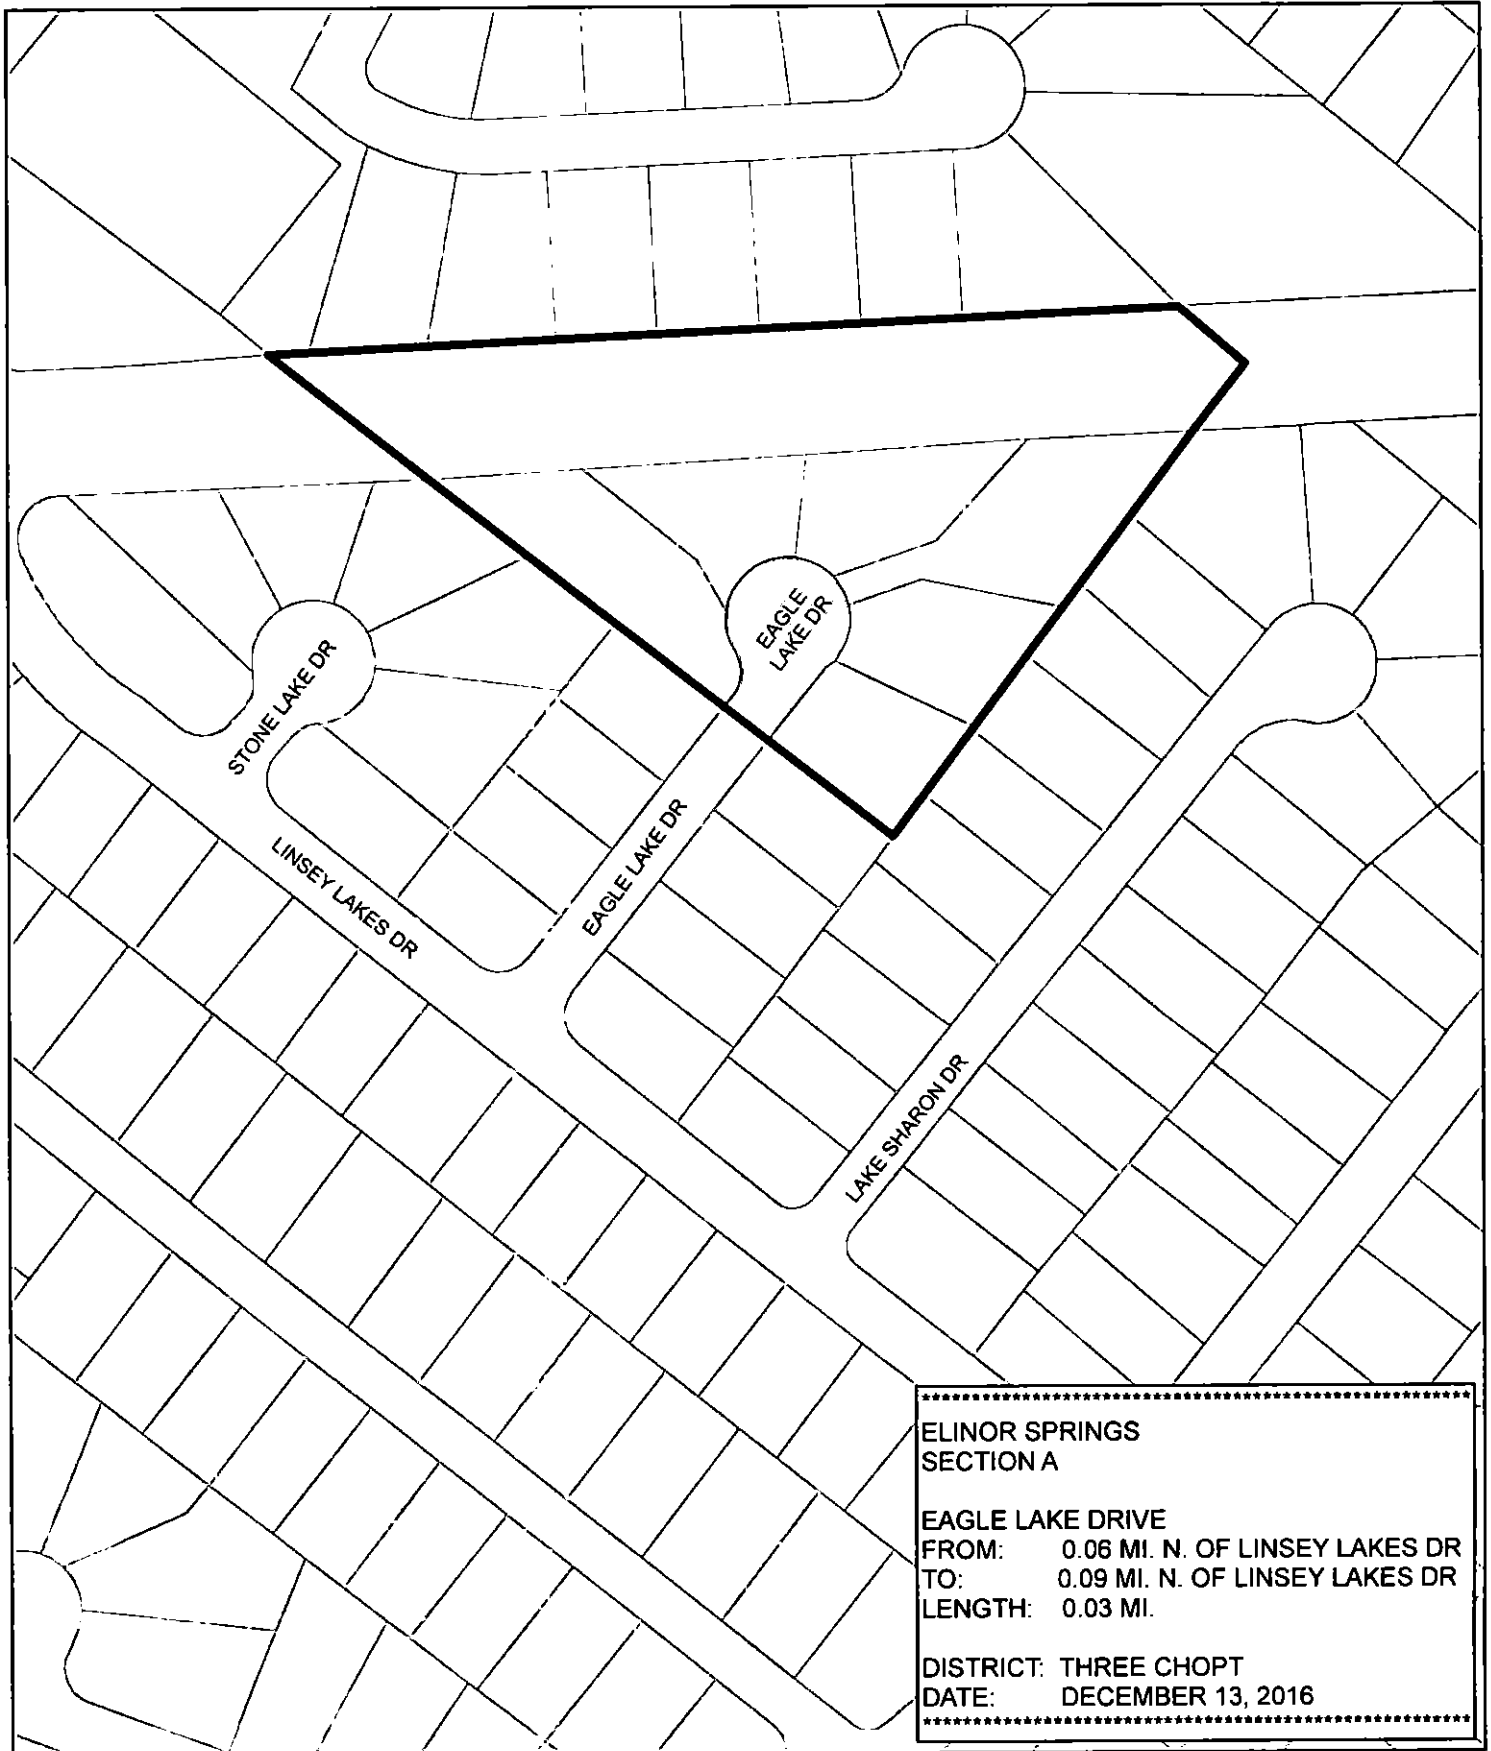 EAGLE
LAKE DR
STONE LAKE DR
EAGLE LAKE DR
LINSEY LAKES DR
LAKE SHARON DR
************************************************************
ELINOR SPRINGS
SECTION A
EAGLE LAKE DRIVE
FROM: 0.06 MI. N. OF LINSEY LAKES DR
TO: 0.09 MI. N. OF LINSEY LAKES DR
LENGTH: 0.03 MI.
DISTRICT: THREE CHOPT
DATE: DECEMBER 13, 2016
************************************************************